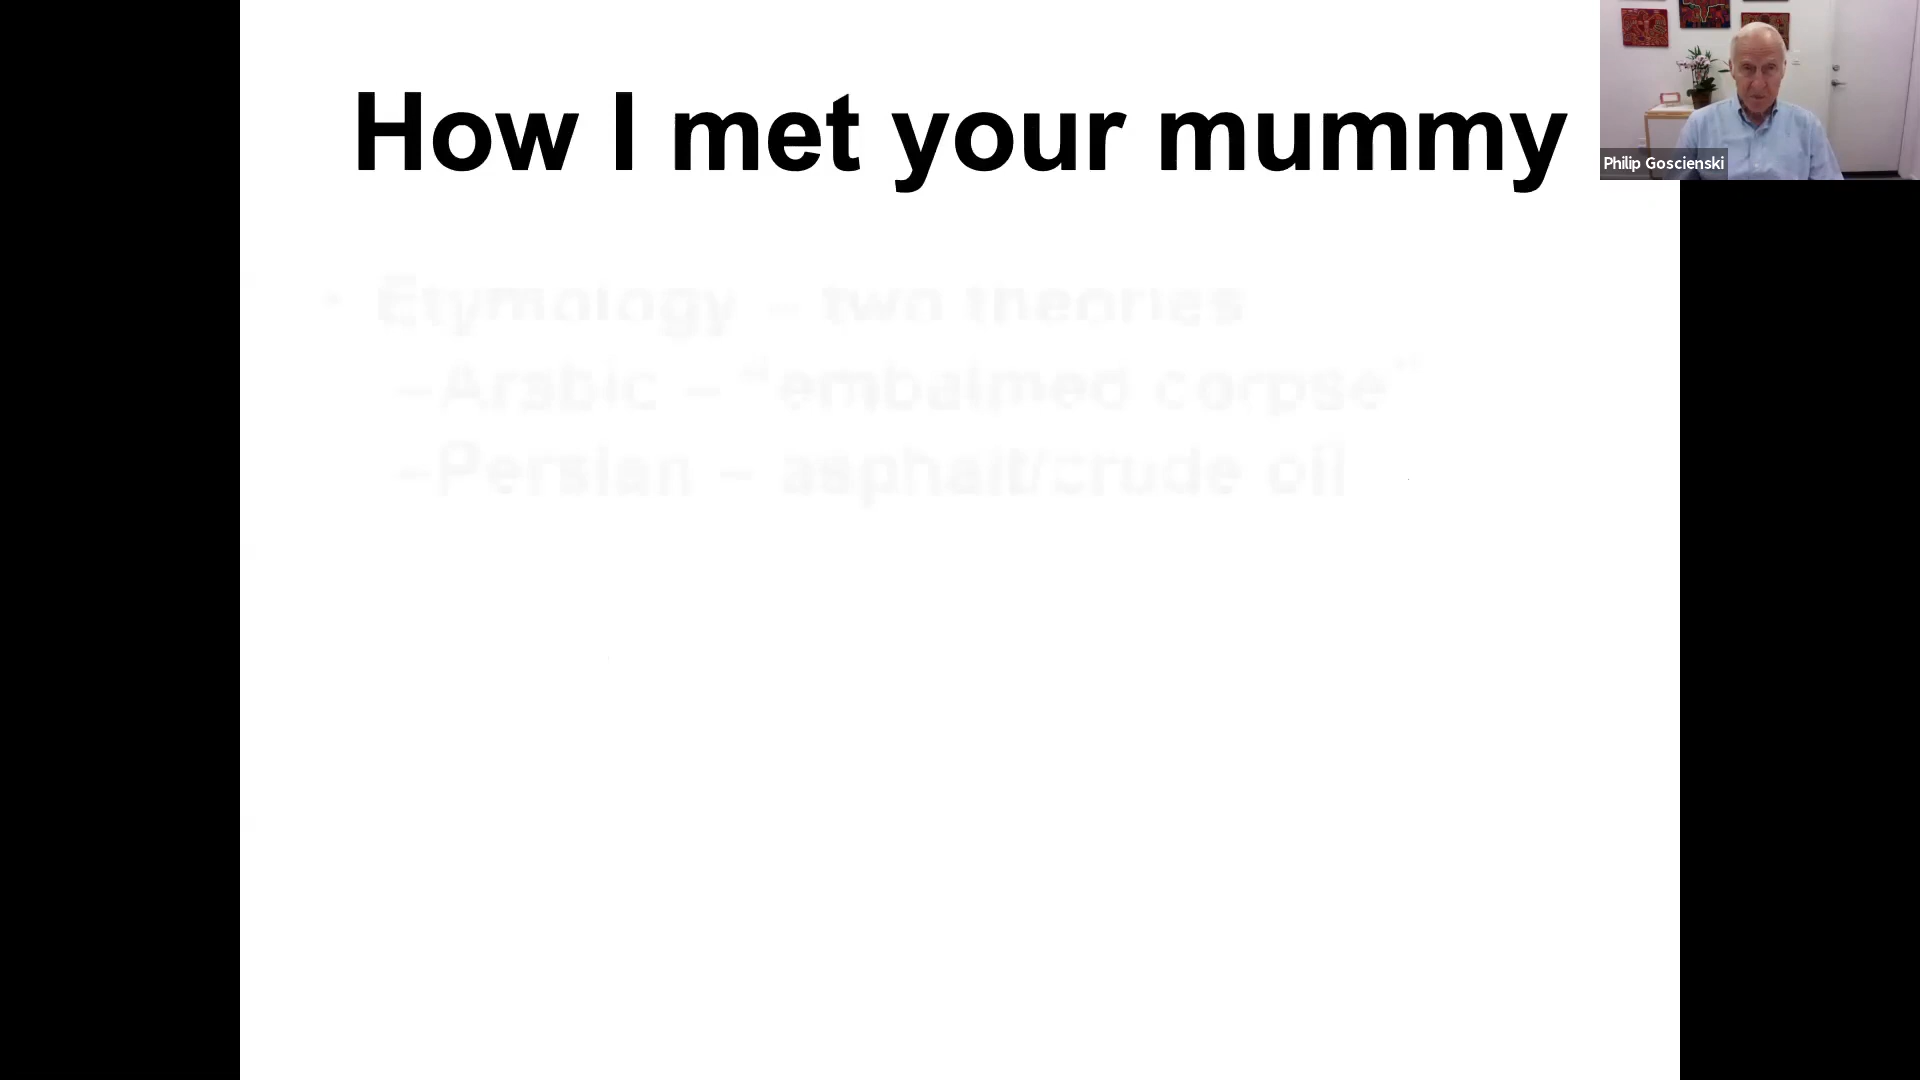 How I met your mummy
Philip Goscienski
• Etymology – two theories
–Arabic – “embalmed corpse”
–Persian – asphalt/crude oil